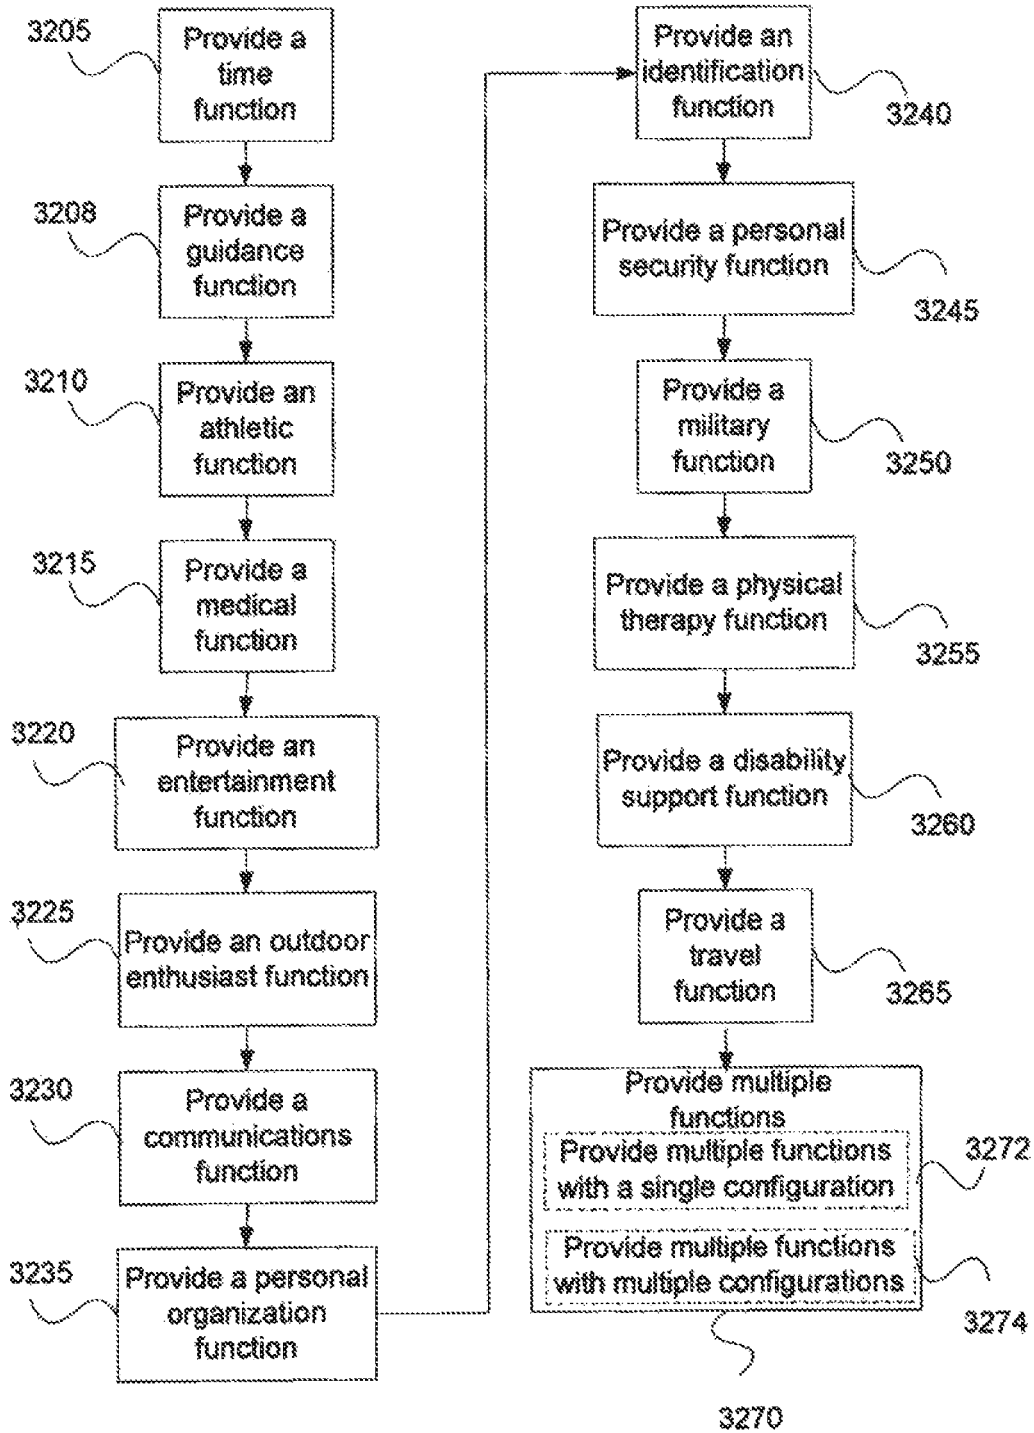 3205
Provide a
time
function
3208
Provide a
guidance
function
3210
Provide an
athletic
function
3215
Provide a
medical
function
3220
Provide an
entertainment
function
3225
Provide an outdoor
enthusiast function
3230
Provide a
communications
function
3235
Provide a personal
organization
function
Provide an
identification
function
3240
Provide a personal
security function
3245
Provide a
military
function
3250
Provide a physical
therapy function
3255
Provide a disability
support function
3260
Provide a
travel
function
3265
Provide multiple
functions
Provide multiple functions
with a single configuration
3272
Provide multiple functions
with multiple configurations
3274
3270